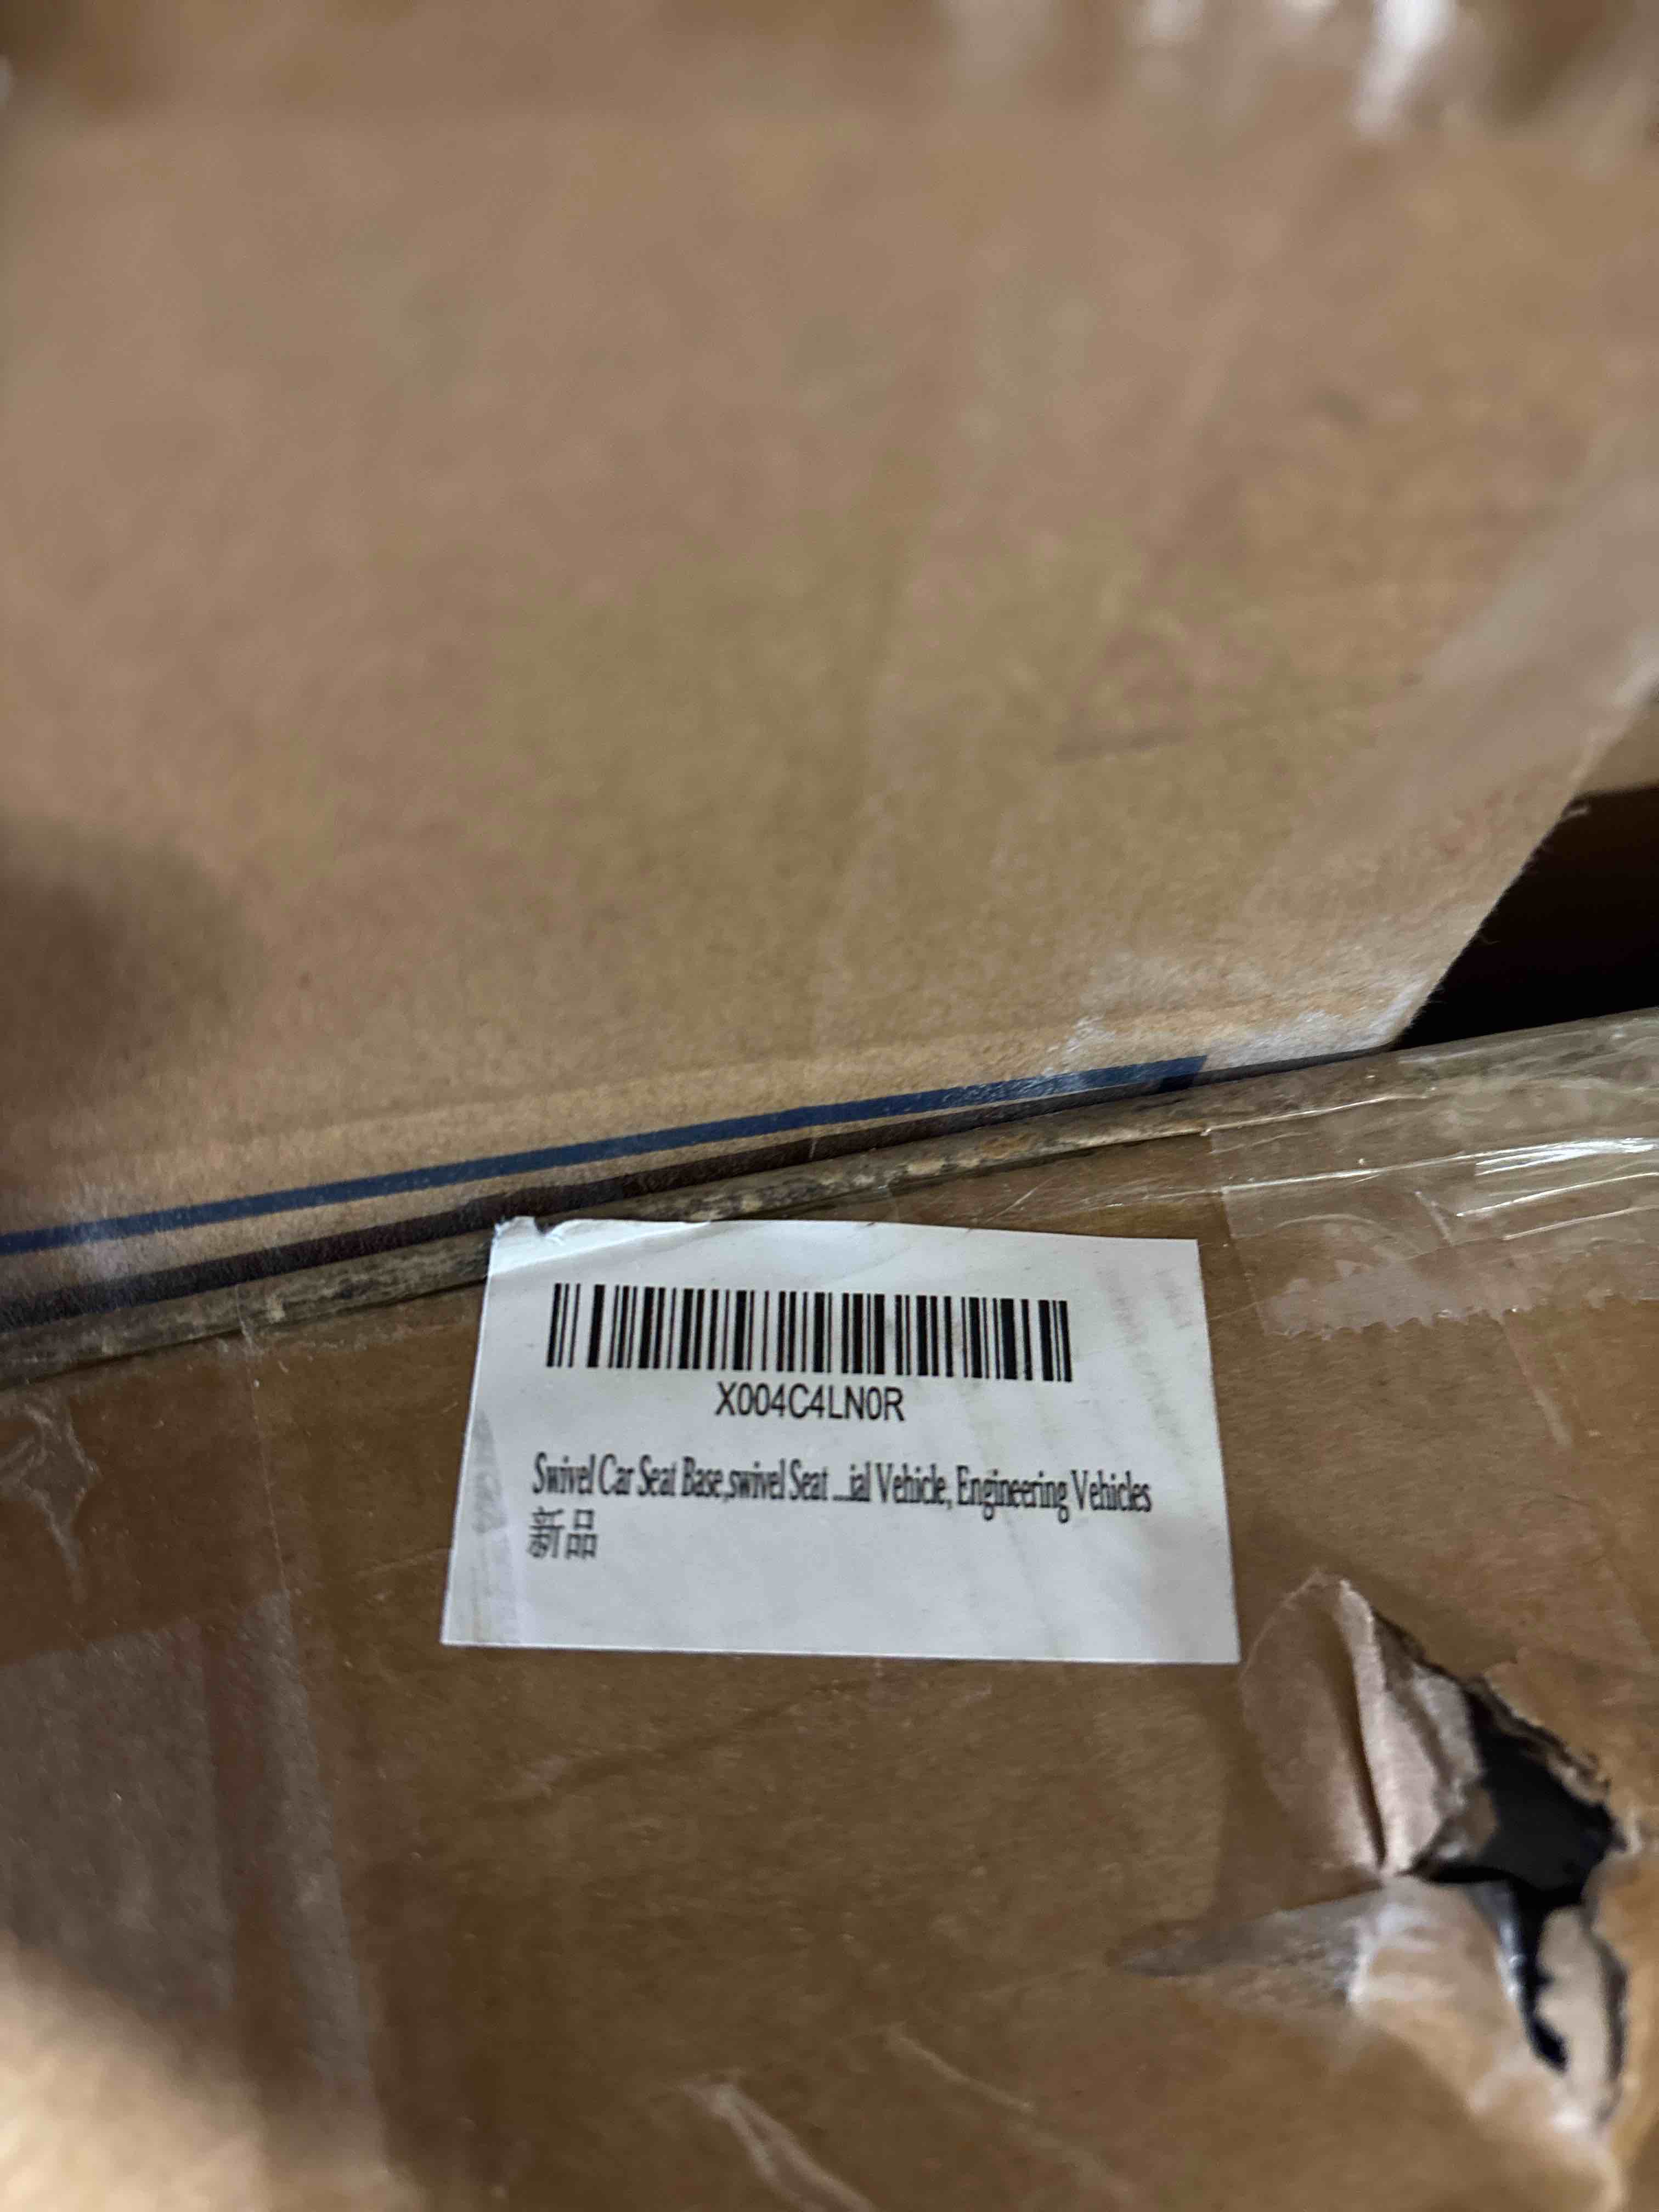 X004C4LN0R
Swivel Car Seat Base,swivel Seat ...ial Vehicle, Engineering Vehicles
新品